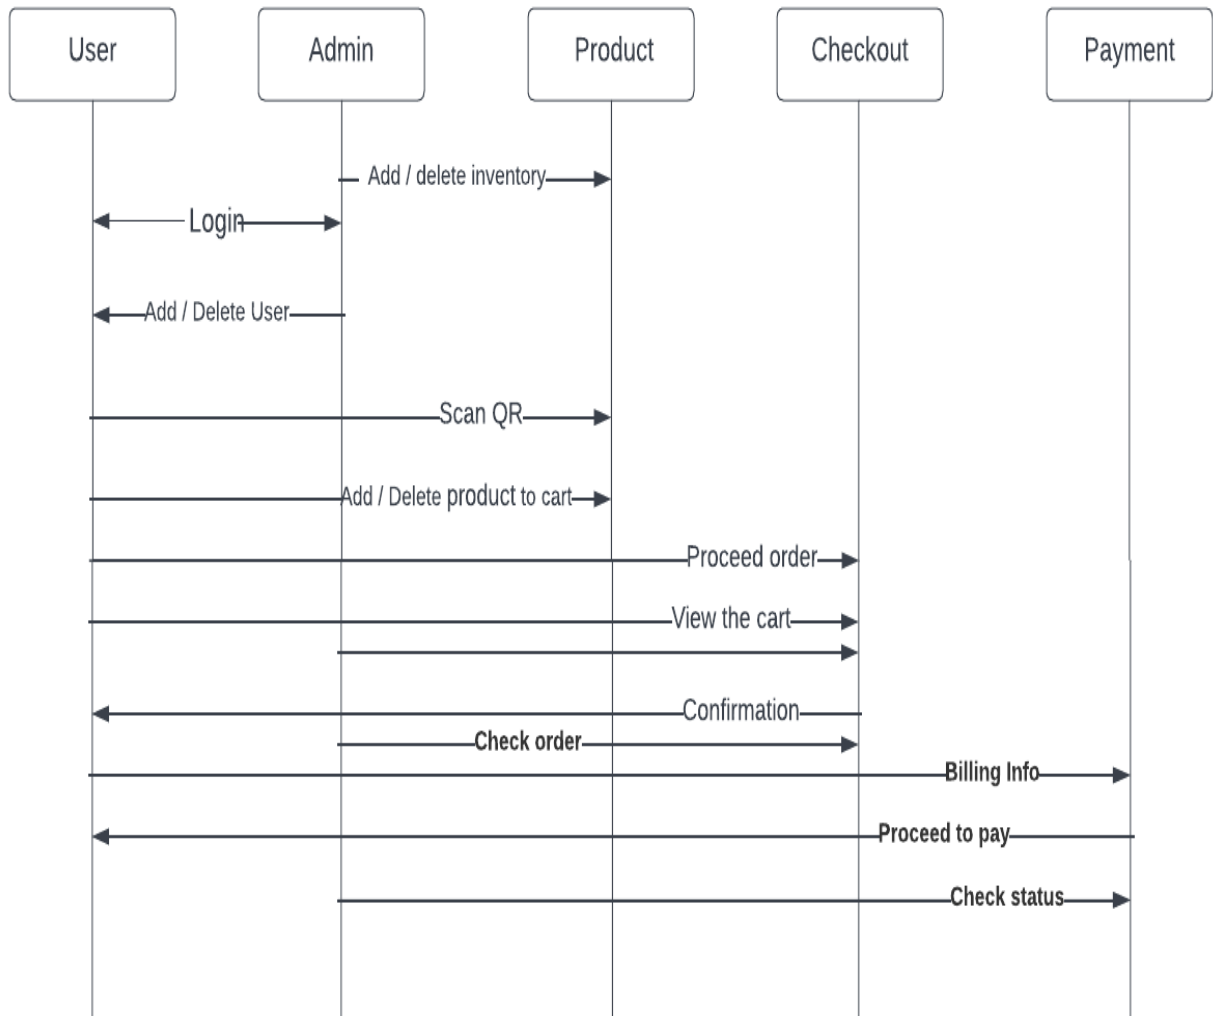 User
Admin
Product
Checkout
Payment
Add / delete inventory
Login
Add / Delete User
Scan QR
Add / Delete product to cart
Proceed order
View the cart
Confirmation
Check order
Billing Info
Proceed to pay
Check status